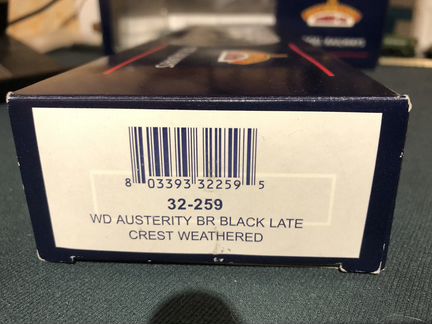 8 03393 32259 5
32-259
WD AUSTERITY BR BLACK LATE
CREST WEATHERED